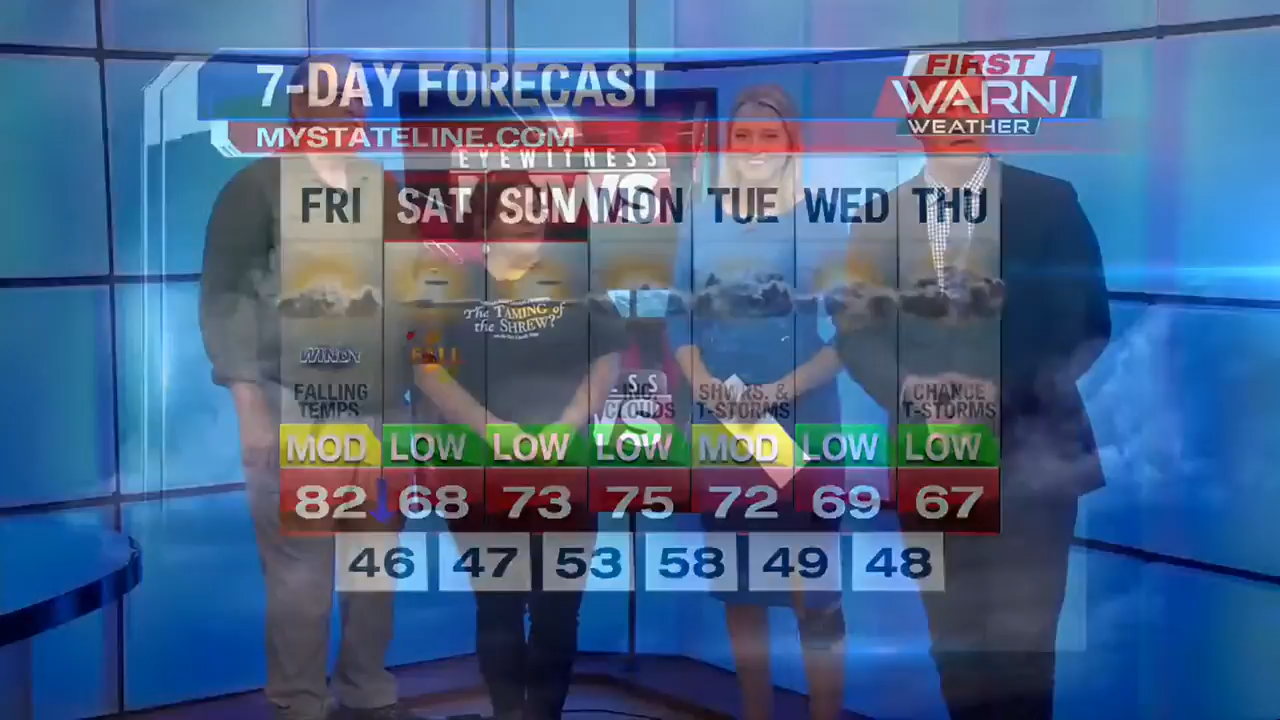 7-DAY FORECAST
FIRST
WARN
WEATHER
MYSTATELINE.COM
EYEWITNESS
FRI SAT SUN MON TUE WED THU
The TAMING of
the SHREW?
WINDY FALL
FALLING
TEMPS
INC.
CLOUDS
SHWRS. &
T-STORMS
CHANCE
T-STORMS
MOD LOW LOW LOW MOD LOW LOW
82 68 73 75 72 69 67
46 47 53 58 49 48